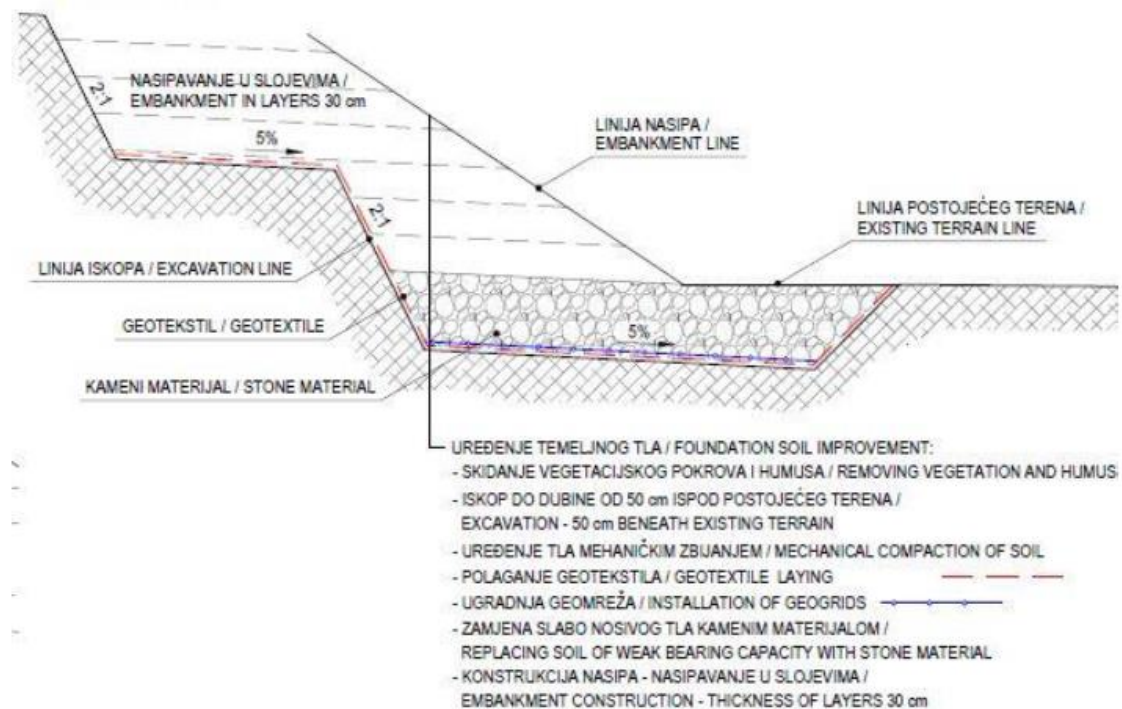 NASIPAVANJE U SLOJEVIMA /
EMBANKMENT IN LAYERS 30 cm
2:1
5%
LINIJA NASIPA /
EMBANKMENT LINE
2:1
LINIJA POSTOJEĆEG TERENA /
EXISTING TERRAIN LINE
LINIJA ISKOPA / EXCAVATION LINE
GEOTEKSTIL / GEOTEXTILE
5%
KAMENI MATERIJAL / STONE MATERIAL
UREĐENJE TEMELJNOG TLA / FOUNDATION SOIL IMPROVEMENT:
- SKIDANJE VEGETACIJSKOG POKROVA I HUMUSA / REMOVING VEGETATION AND HUMUS
- ISKOP DO DUBINE OD 50 cm ISPOD POSTOJEĆEG TERENA /
EXCAVATION - 50 cm BENEATH EXISTING TERRAIN
- UREĐENJE TLA MEHANIČKIM ZBIJANJEM / MECHANICAL COMPACTION OF SOIL
- POLAGANJE GEOTEKSTILA / GEOTEXTILE LAYING
- UGRADNJA GEOMREŽA / INSTALLATION OF GEOGRIDS
- ZAMJENA SLABO NOSIVOG TLA KAMENIM MATERIJALOM /
REPLACING SOIL OF WEAK BEARING CAPACITY WITH STONE MATERIAL
- KONSTRUKCIJA NASIPA - NASIPAVANJE U SLOJEVIMA /
EMBANKMENT CONSTRUCTION - THICKNESS OF LAYERS 30 cm